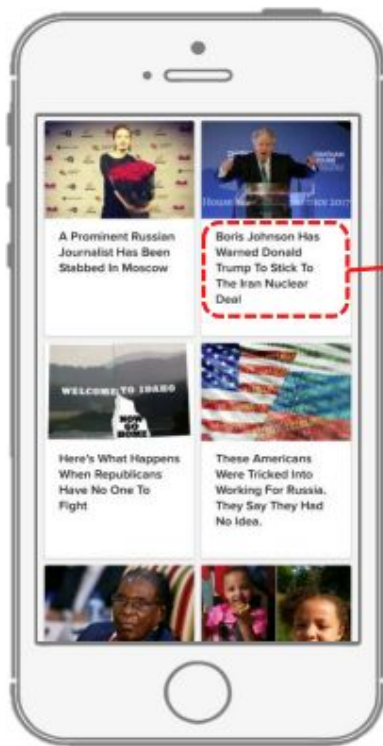 A Prominent Russian
Journalist Has Been
Stabbed In Moscow
Boris Johnson Has
Warned Donald
Trump To Stick To
The Iran Nuclear
Deal
WELCOME TO IDAHO
NOW
GO
HOME
Here's What Happens
When Republicans
Have No One To
Fight
These Americans
Were Tricked Into
Working For Russia.
They Say They Had
No Idea.